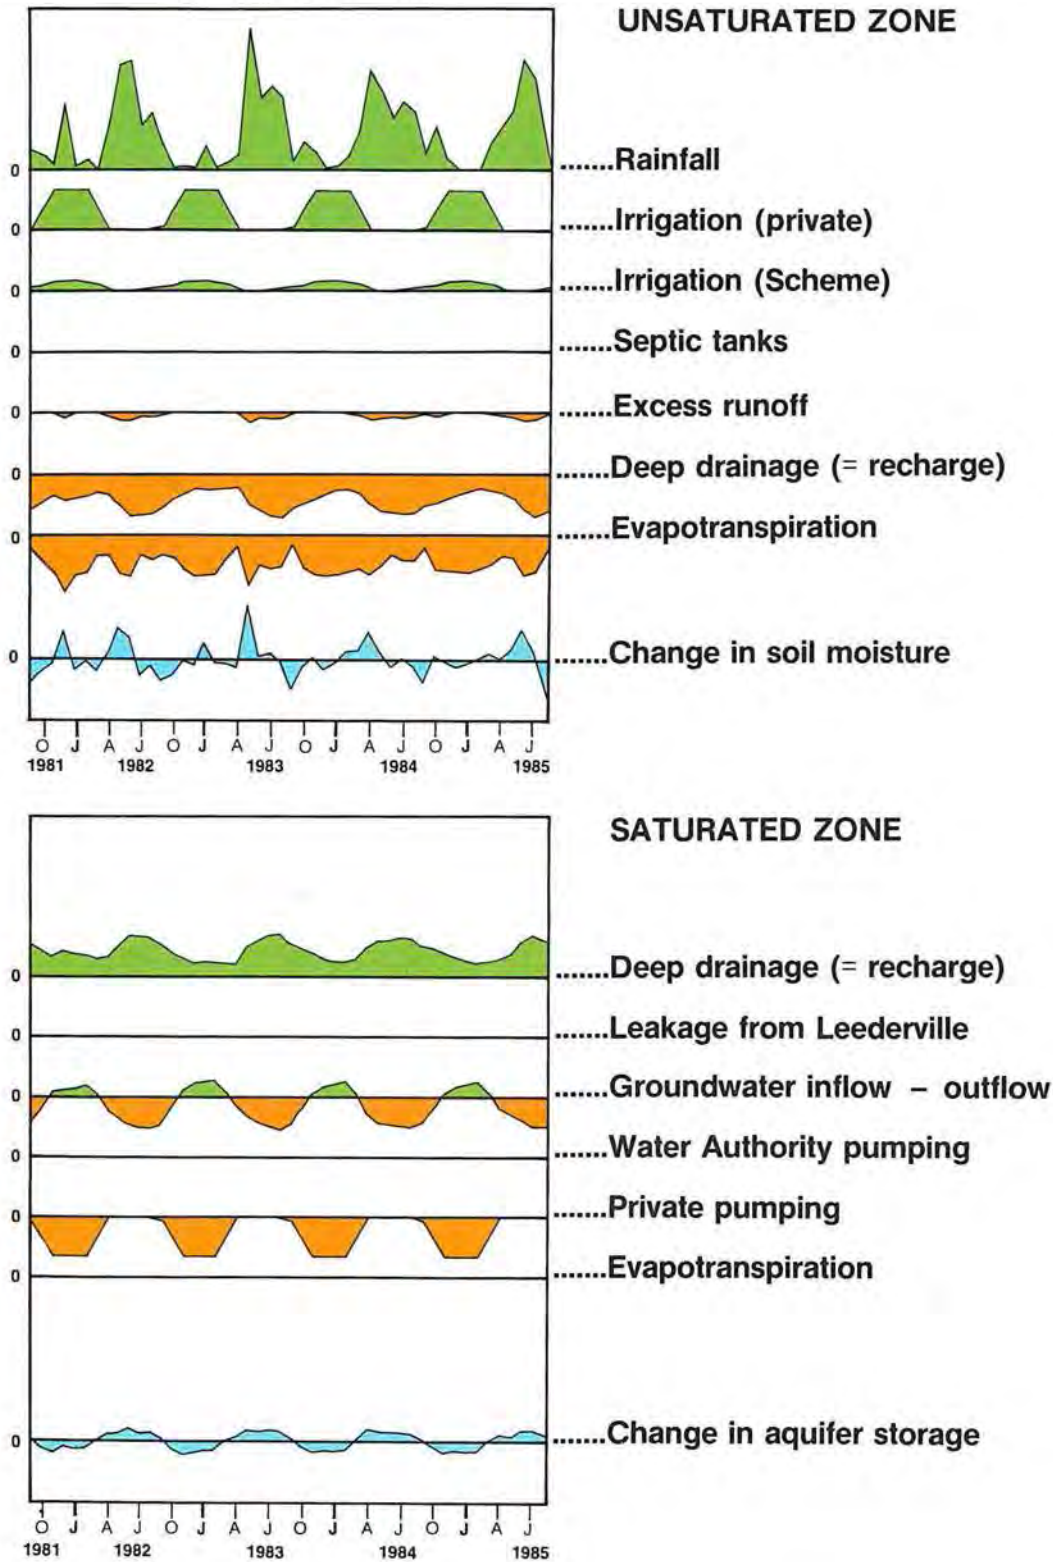 UNSATURATED ZONE
0 .......Rainfall
0 .......Irrigation (private)
0 .......Irrigation (Scheme)
0 .......Septic tanks
0 .......Excess runoff
0 .......Deep drainage (= recharge)
0 .......Evapotranspiration
0 .......Change in soil moisture
O J A J O J A J O J A J O J A J
1981 1982 1983 1984 1985
SATURATED ZONE
0 .......Deep drainage (= recharge)
0 .......Leakage from Leederville
0 .......Groundwater inflow – outflow
0 .......Water Authority pumping
0 .......Private pumping
0 .......Evapotranspiration
0 .......Change in aquifer storage
O J A J O J A J O J A J O J A J
1981 1982 1983 1984 1985